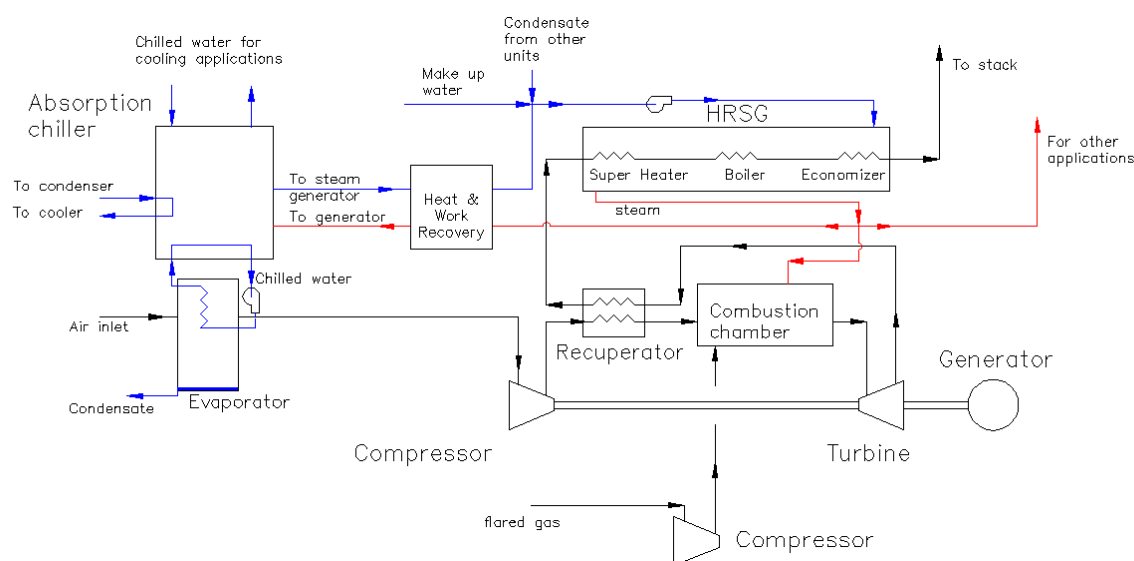 Condensate
from other
units
Chilled water for
cooling applications
To stack
Make up
water
Absorption
chiller
HRSG
For other
applications
To steam
generator
Super Heater Boiler Economizer
To condenser
Heat &
Work
Recovery
To cooler
To generator
steam
Chilled water
Combustion
chamber
Air inlet
Recuperator
Generator
Evaporator
Condensate
Compressor
Turbine
flared gas
Compressor